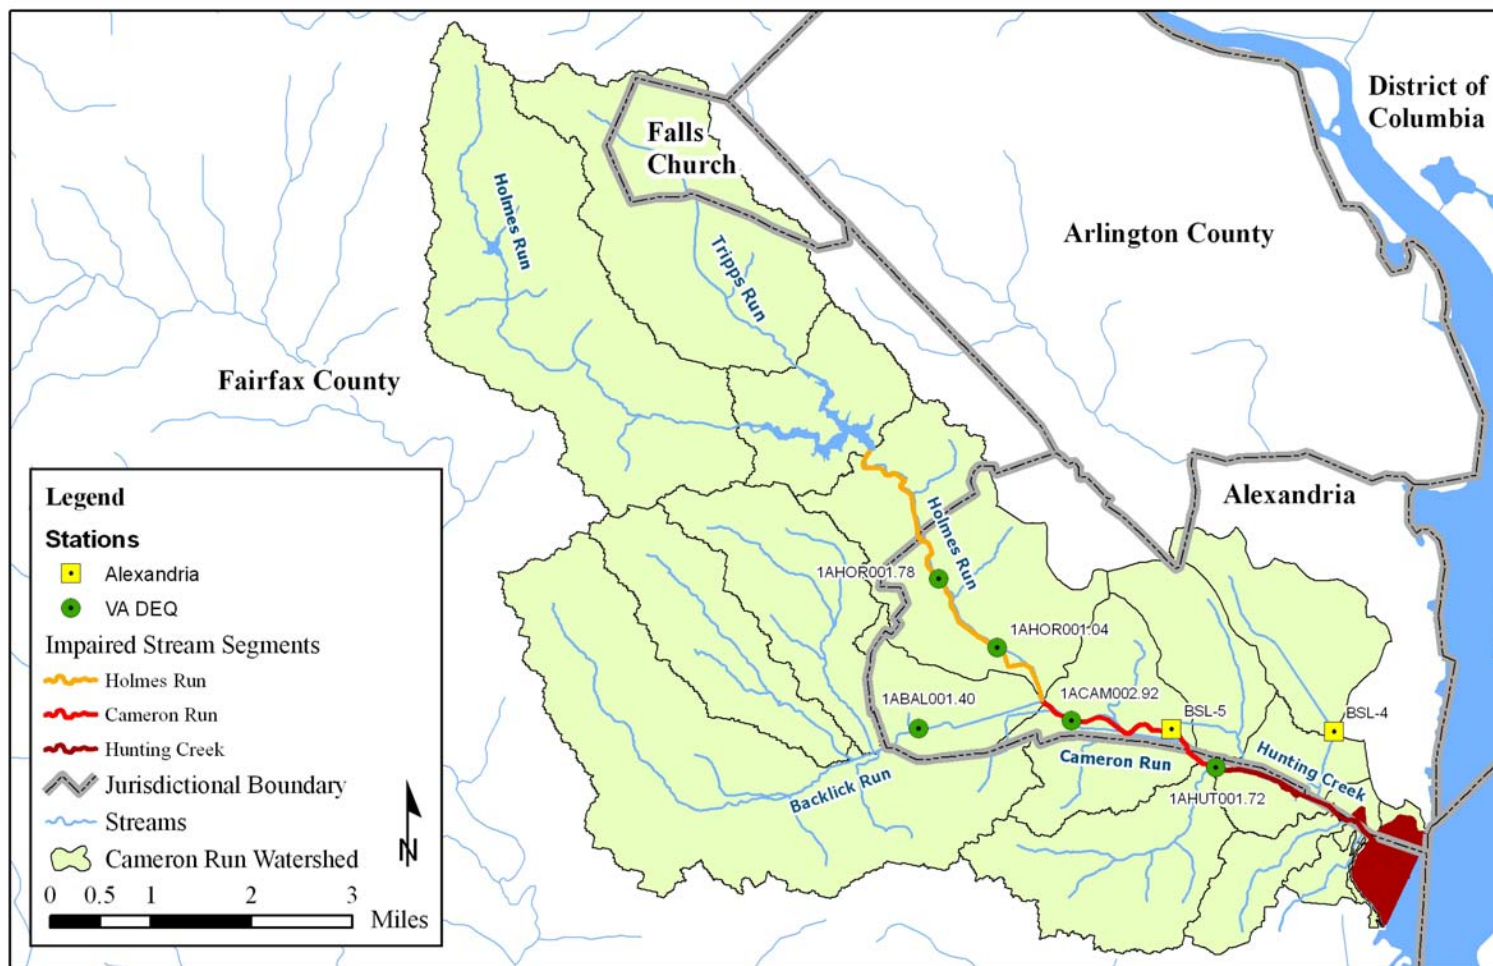 District of
Columbia
Falls
Church
Holmes Run
Arlington County
Tripps Run
Fairfax County
Alexandria
Holmes Run
1AHOR001.78
1AHOR001.04
1ABAL001.40
1ACAM002.92
BSL-5
BSL-4
Hunting Creek
Cameron Run
Backlick Run
1AHUT001.72
Legend
Stations
Alexandria
VA DEQ
Impaired Stream Segments
Holmes Run
Cameron Run
Hunting Creek
Jurisdictional Boundary
Streams
Cameron Run Watershed
N
0 0.5 1 2 3
Miles